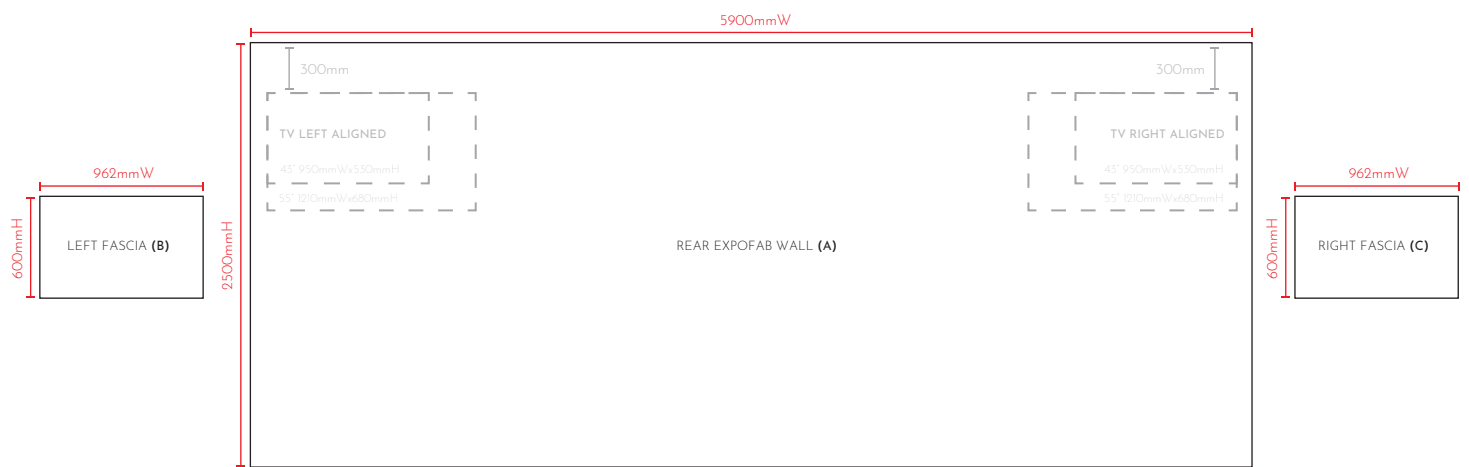 5900mmW
300mm
300mm
TV LEFT ALIGNED
TV RIGHT ALIGNED
43" 950mmWx530mmH
43" 950mmWx530mmH
962mmW
962mmW
55" 1210mmWx680mmH
55" 1210mmWx680mmH
600mmH
LEFT FASCIA (B)
2500mmH
REAR EXPOFAB WALL (A)
600mmH
RIGHT FASCIA (C)